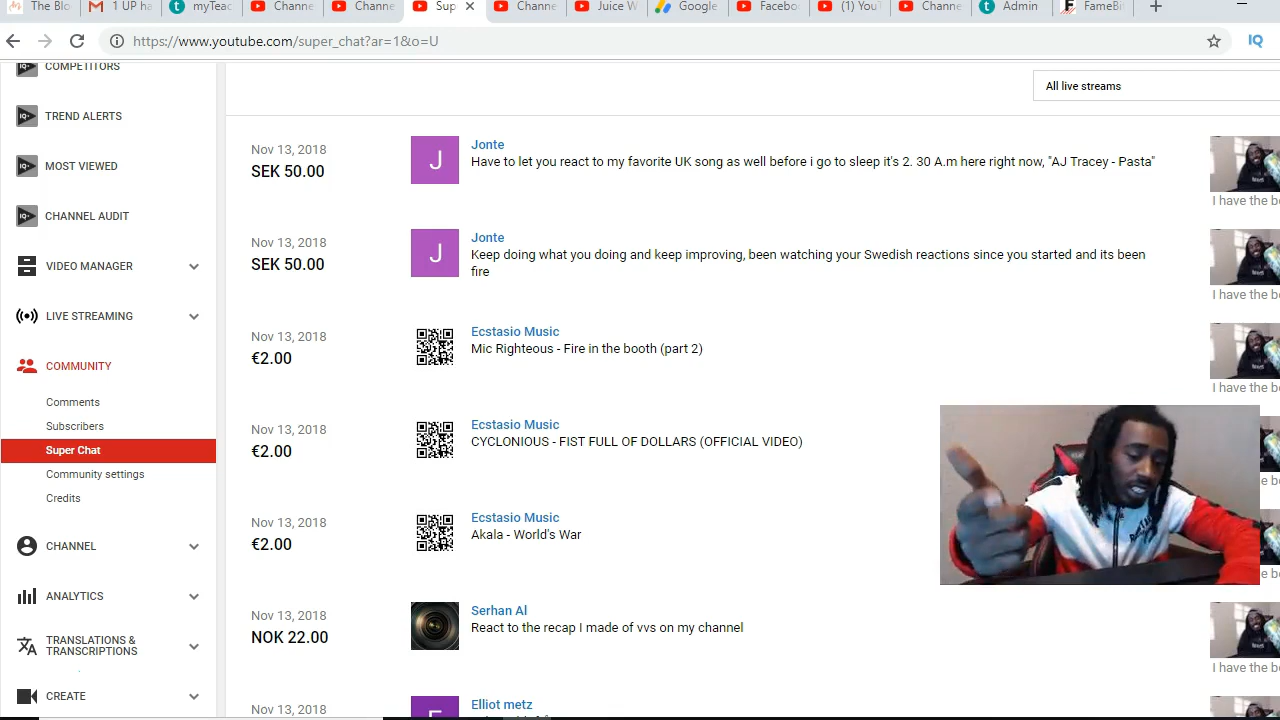 The Blo
1 UP ha
myTeac
Channe
Channe
Sup
Channe
Juice W
Google
Facebo
(1) You
Channe
Admin
FameBi
https://www.youtube.com/super_chat?ar=1&o=U
COMPETITORS
TREND ALERTS
MOST VIEWED
CHANNEL AUDIT
VIDEO MANAGER
LIVE STREAMING
COMMUNITY
Comments
Subscribers
Super Chat
Community settings
Credits
CHANNEL
ANALYTICS
TRANSLATIONS &
TRANSCRIPTIONS
CREATE
All live streams
Nov 13, 2018
SEK 50.00
J
Jonte
Have to let you react to my favorite UK song as well before i go to sleep it's 2. 30 A.m here right now, "AJ Tracey - Pasta"
I have the b
Nov 13, 2018
SEK 50.00
J
Jonte
Keep doing what you doing and keep improving, been watching your Swedish reactions since you started and its been
fire
I have the b
Nov 13, 2018
€2.00
Ecstasio Music
Mic Righteous - Fire in the booth (part 2)
I have the b
Nov 13, 2018
€2.00
Ecstasio Music
CYCLONIOUS - FIST FULL OF DOLLARS (OFFICIAL VIDEO)
Nov 13, 2018
€2.00
Ecstasio Music
Akala - World's War
Nov 13, 2018
NOK 22.00
Serhan Al
React to the recap I made of vvs on my channel
I have the b
Nov 13, 2018
Elliot metz